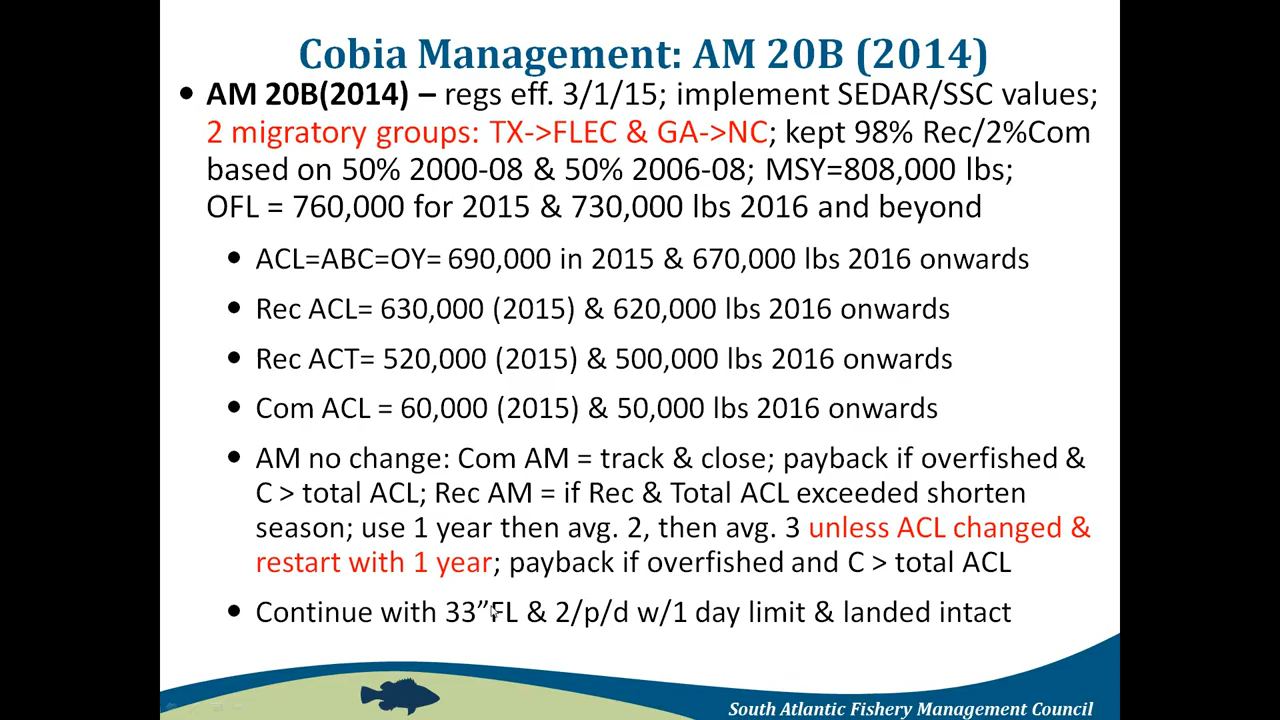 Cobia Management: AM 20B (2014)
• AM 20B(2014) – regs eff. 3/1/15; implement SEDAR/SSC values;
2 migratory groups: TX->FLEC & GA->NC; kept 98% Rec/2%Com
based on 50% 2000-08 & 50% 2006-08; MSY=808,000 lbs;
OFL = 760,000 for 2015 & 730,000 lbs 2016 and beyond
• ACL=ABC=OY= 690,000 in 2015 & 670,000 lbs 2016 onwards
• Rec ACL= 630,000 (2015) & 620,000 lbs 2016 onwards
• Rec ACT= 520,000 (2015) & 500,000 lbs 2016 onwards
• Com ACL = 60,000 (2015) & 50,000 lbs 2016 onwards
• AM no change: Com AM = track & close; payback if overfished &
C > total ACL; Rec AM = if Rec & Total ACL exceeded shorten
season; use 1 year then avg. 2, then avg. 3 unless ACL changed &
restart with 1 year; payback if overfished and C > total ACL
• Continue with 33”FL & 2/p/d w/1 day limit & landed intact
South Atlantic Fishery Management Council